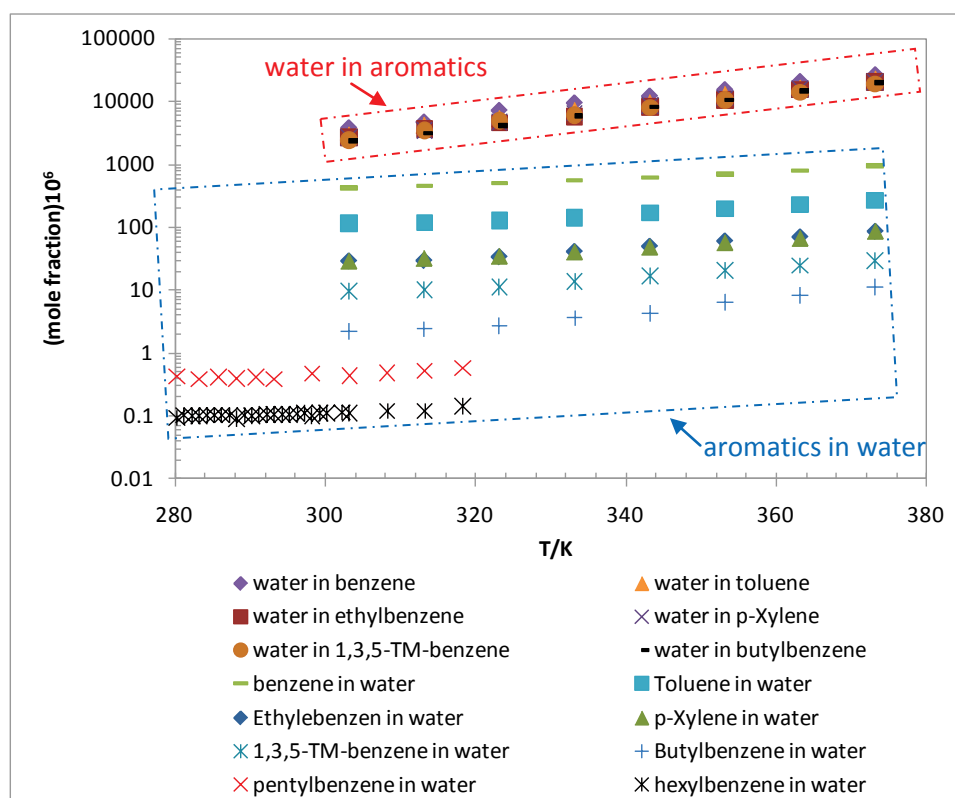 100000
10000
1000
100
10
1
0.1
0.01
(mole fraction)10⁶
water in aromatics
aromatics in water
280 300 320 340 360 380
T/K
water in benzene water in toluene
water in ethylbenzene water in p-Xylene
water in 1,3,5-TM-benzene water in butylbenzene
benzene in water Toluene in water
Ethylebenzen in water p-Xylene in water
1,3,5-TM-benzene in water Butylbenzene in water
pentylbenzene in water hexylbenzene in water